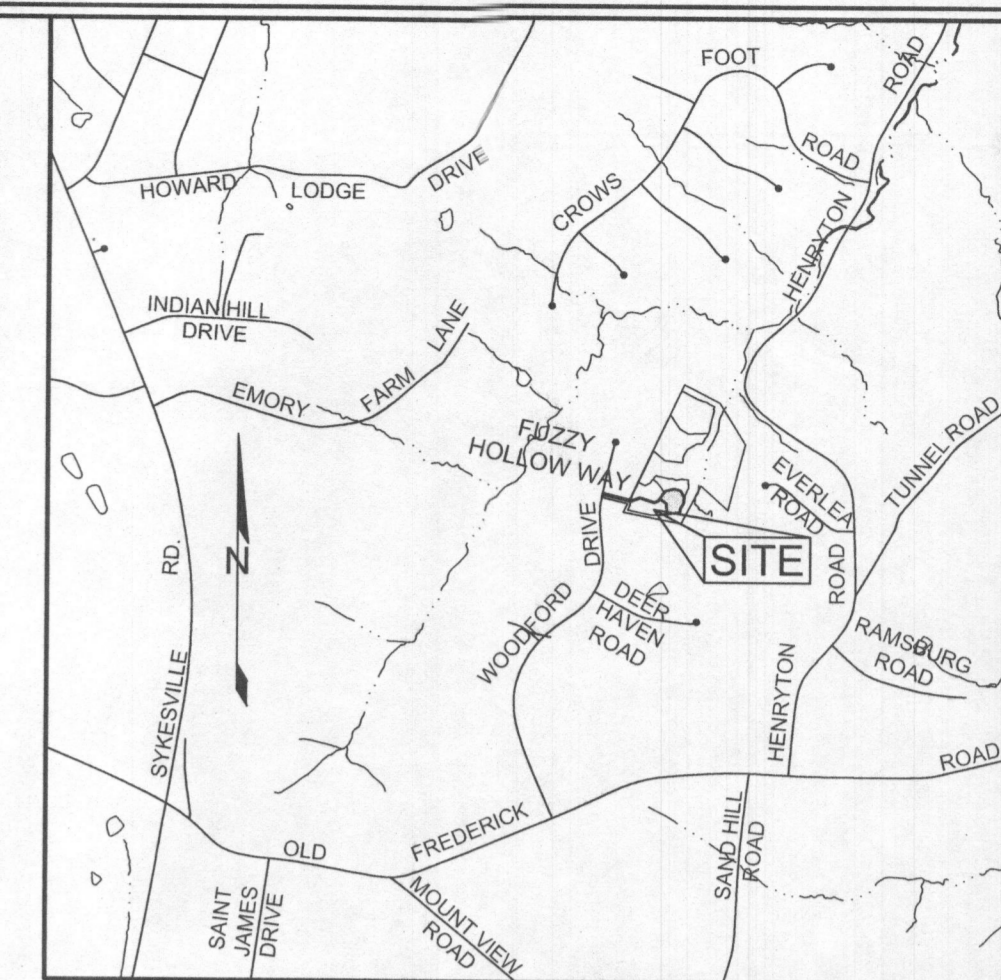 FOOT
ROAD
CROWS
ROAD
HENRYTON
HOWARD LODGE DRIVE
INDIAN HILL
DRIVE
EMORY FARM LANE
FUZZY
HOLLOW WAY
EVERLEA
ROAD
TUNNEL ROAD
SITE
N
RD.
SYKESVILLE
DRIVE
WOODFORD
DEER
HAVEN
ROAD
ROAD
HENRYTON
RAMSBURG
ROAD
ROAD
OLD
FREDERICK
SAND HILL
ROAD
SAINT
JAMES
DRIVE
MOUNT VIEW
ROAD